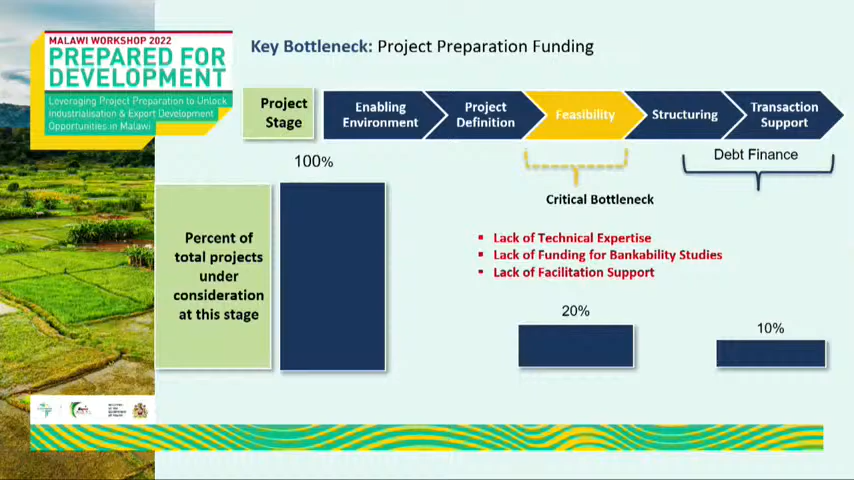 MALAWI WORKSHOP 2022
PREPARED FOR
DEVELOPMENT
Leveraging Project Preparation to Unlock
Industrialisation & Export Development
Opportunities in Malawi
Key Bottleneck: Project Preparation Funding
Project
Stage
Enabling
Environment
Project
Definition
Feasibility
Structuring
Transaction
Support
100%
Debt Finance
Critical Bottleneck
Percent of
total projects
under
consideration
at this stage
▪ Lack of Technical Expertise
▪ Lack of Funding for Bankability Studies
▪ Lack of Facilitation Support
20%
10%